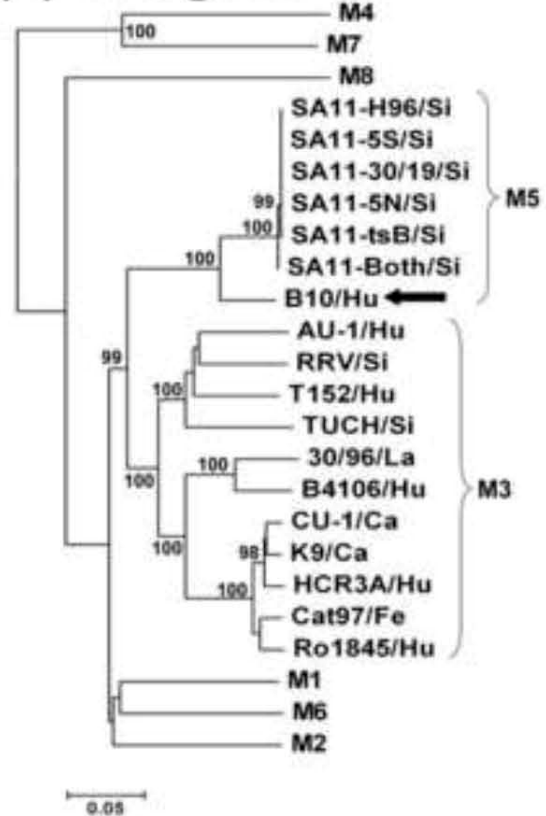 M4
100
M7
M8
SA11-H96/Si
SA11-5S/Si
SA11-30/19/Si
99
SA11-5N/Si
M5
100
SA11-tsB/Si
100
SA11-Both/Si
B10/Hu
AU-1/Hu
99
RRV/Si
100
T152/Hu
TUCH/Si
100
30/96/La
100
B4106/Hu
M3
CU-1/Ca
100
98
K9/Ca
100
HCR3A/Hu
Cat97/Fe
Ro1845/Hu
M1
M6
M2
0.05